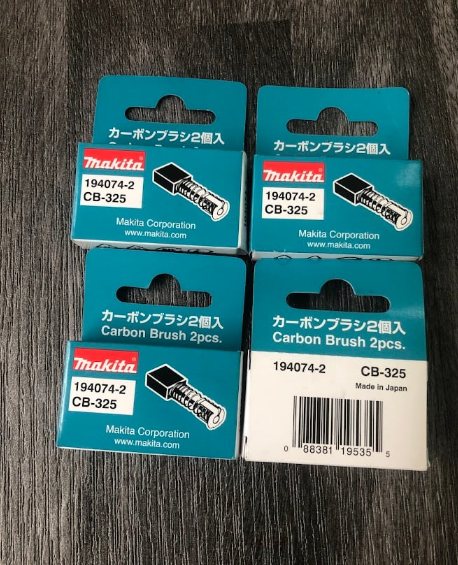 カーボンブラシ2個入
makita
194074-2
CB-325
Makita Corporation
www.makita.com
カーボンブラシ2個入
makita
194074-2
CB-325
Makita Corporation
www.makita.com
カーボンブラシ2個入
Carbon Brush 2pcs.
makita
194074-2
CB-325
Makita Corporation
www.makita.com
カーボンブラシ2個入
Carbon Brush 2pcs.
194074-2 CB-325
Made in Japan
0 88381 19535 5